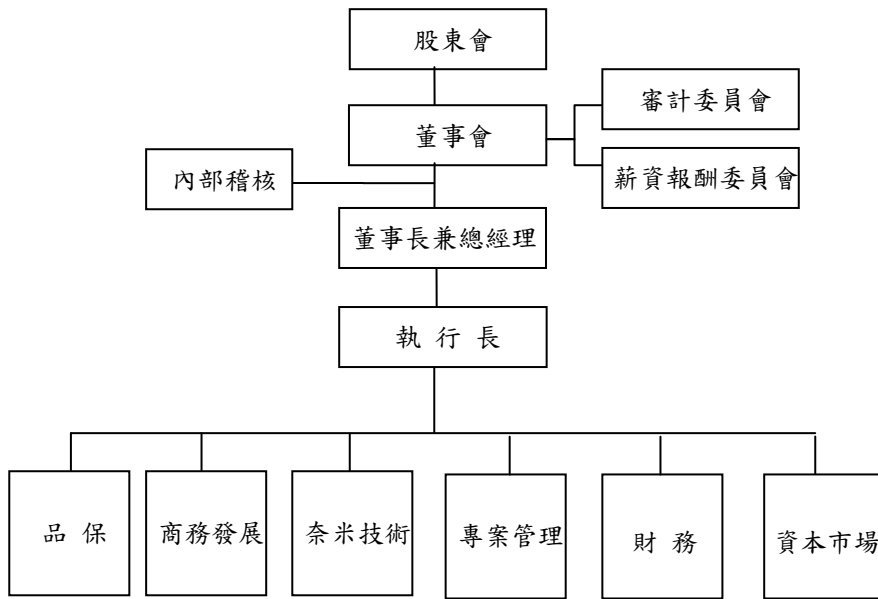 股東會
審計委員會
董事會
內部稽核
薪資報酬委員會
董事長兼總經理
執 行 長
品 保
商務發展
奈米技術
專案管理
財 務
資本市場